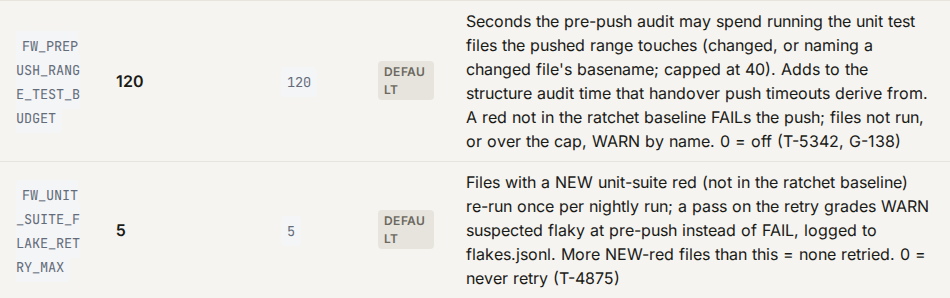 FW_PREP
USH_RANG
E_TEST_B
UDGET
120
120
DEFAU
LT
Seconds the pre-push audit may spend running the unit test
files the pushed range touches (changed, or naming a
changed file's basename; capped at 40). Adds to the
structure audit time that handover push timeouts derive from.
A red not in the ratchet baseline FAILs the push; files not run,
or over the cap, WARN by name. 0 = off (T-5342, G-138)
FW_UNIT
_SUITE_F
LAKE_RET
RY_MAX
5
5
DEFAU
LT
Files with a NEW unit-suite red (not in the ratchet baseline)
re-run once per nightly run; a pass on the retry grades WARN
suspected flaky at pre-push instead of FAIL, logged to
flakes.jsonl. More NEW-red files than this = none retried. 0 =
never retry (T-4875)